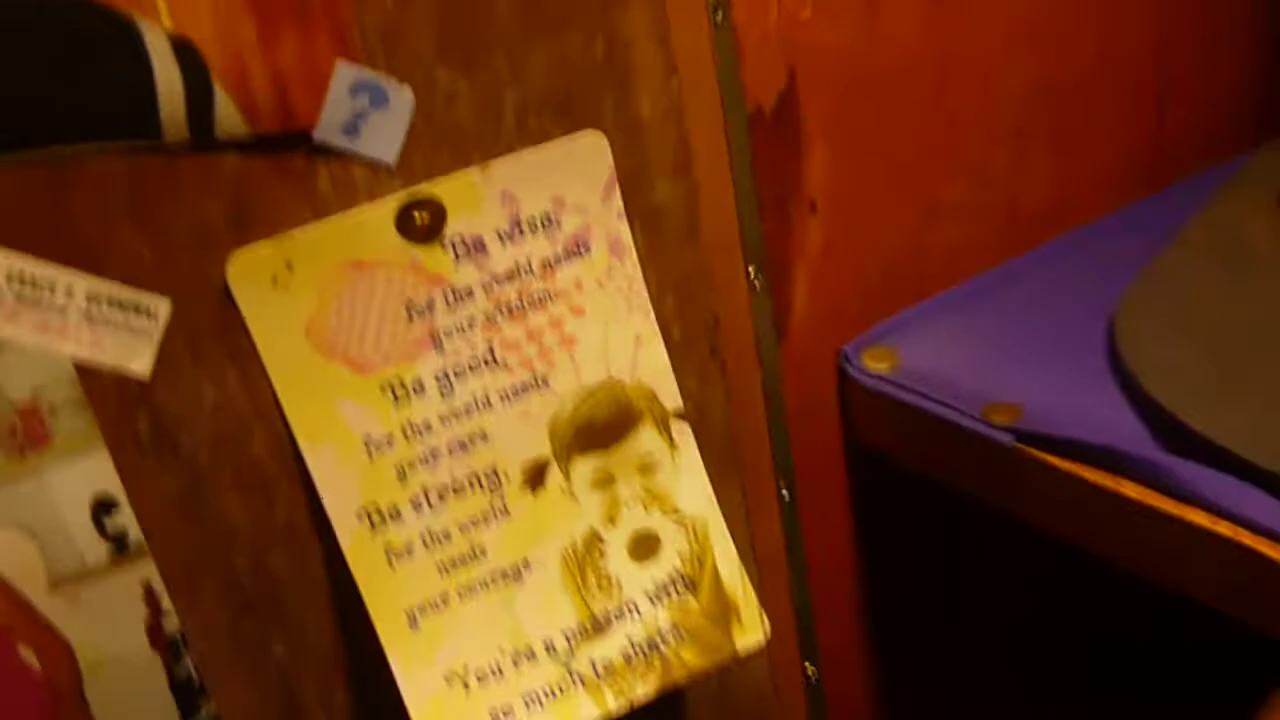 Be wise,
for the world needs
your wisdom.
Be good,
for the world needs
your care.
Be strong,
for the world
needs
your courage.
You're a person with
so much to share.